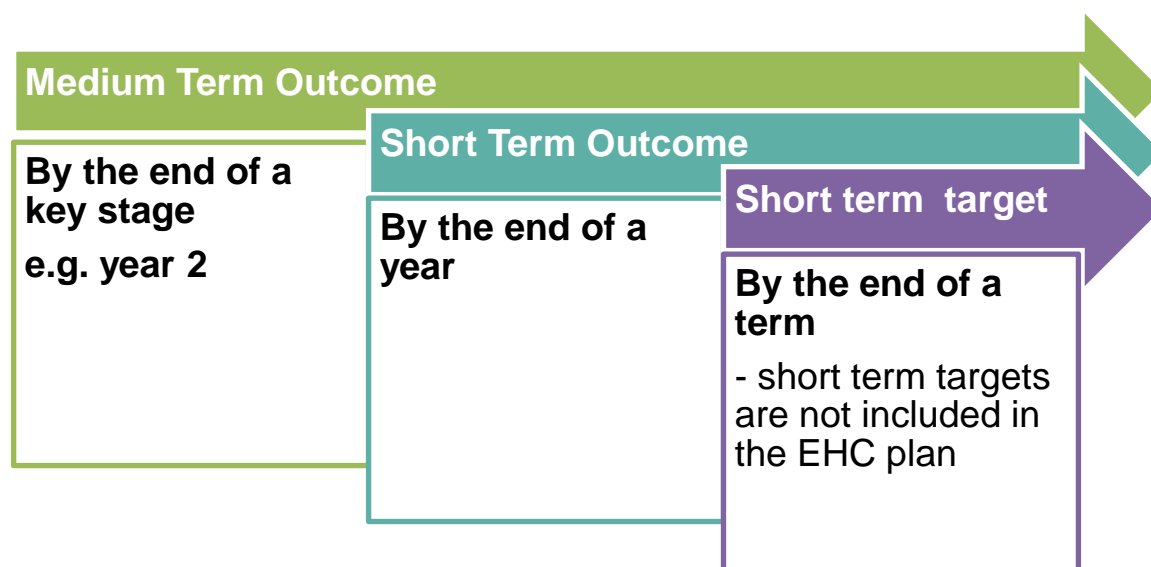 Medium Term Outcome
By the end of a
key stage
e.g. year 2
Short Term Outcome
By the end of a
year
Short term  target
By the end of a
term
- short term targets
are not included in
the EHC plan